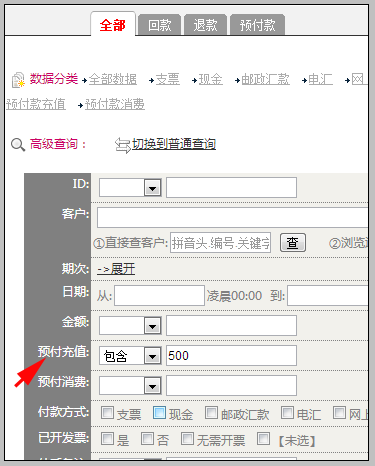 全部 回款 退款 预付款
数据分类 全部数据 支票 现金 邮政汇款 电汇 网
预付款充值 预付款消费
高级查询： 切换到普通查询
ID:
客户:
①直接查客户: 拼音头.编号.关键字 查 ②浏览
期次: ->展开
日期: 从: 凌晨00:00 到:
金额:
预付充值: 包含 500
预付消费:
付款方式: 支票 现金 邮政汇款 电汇 网上
已开发票: 是 否 无需开票 【未选】